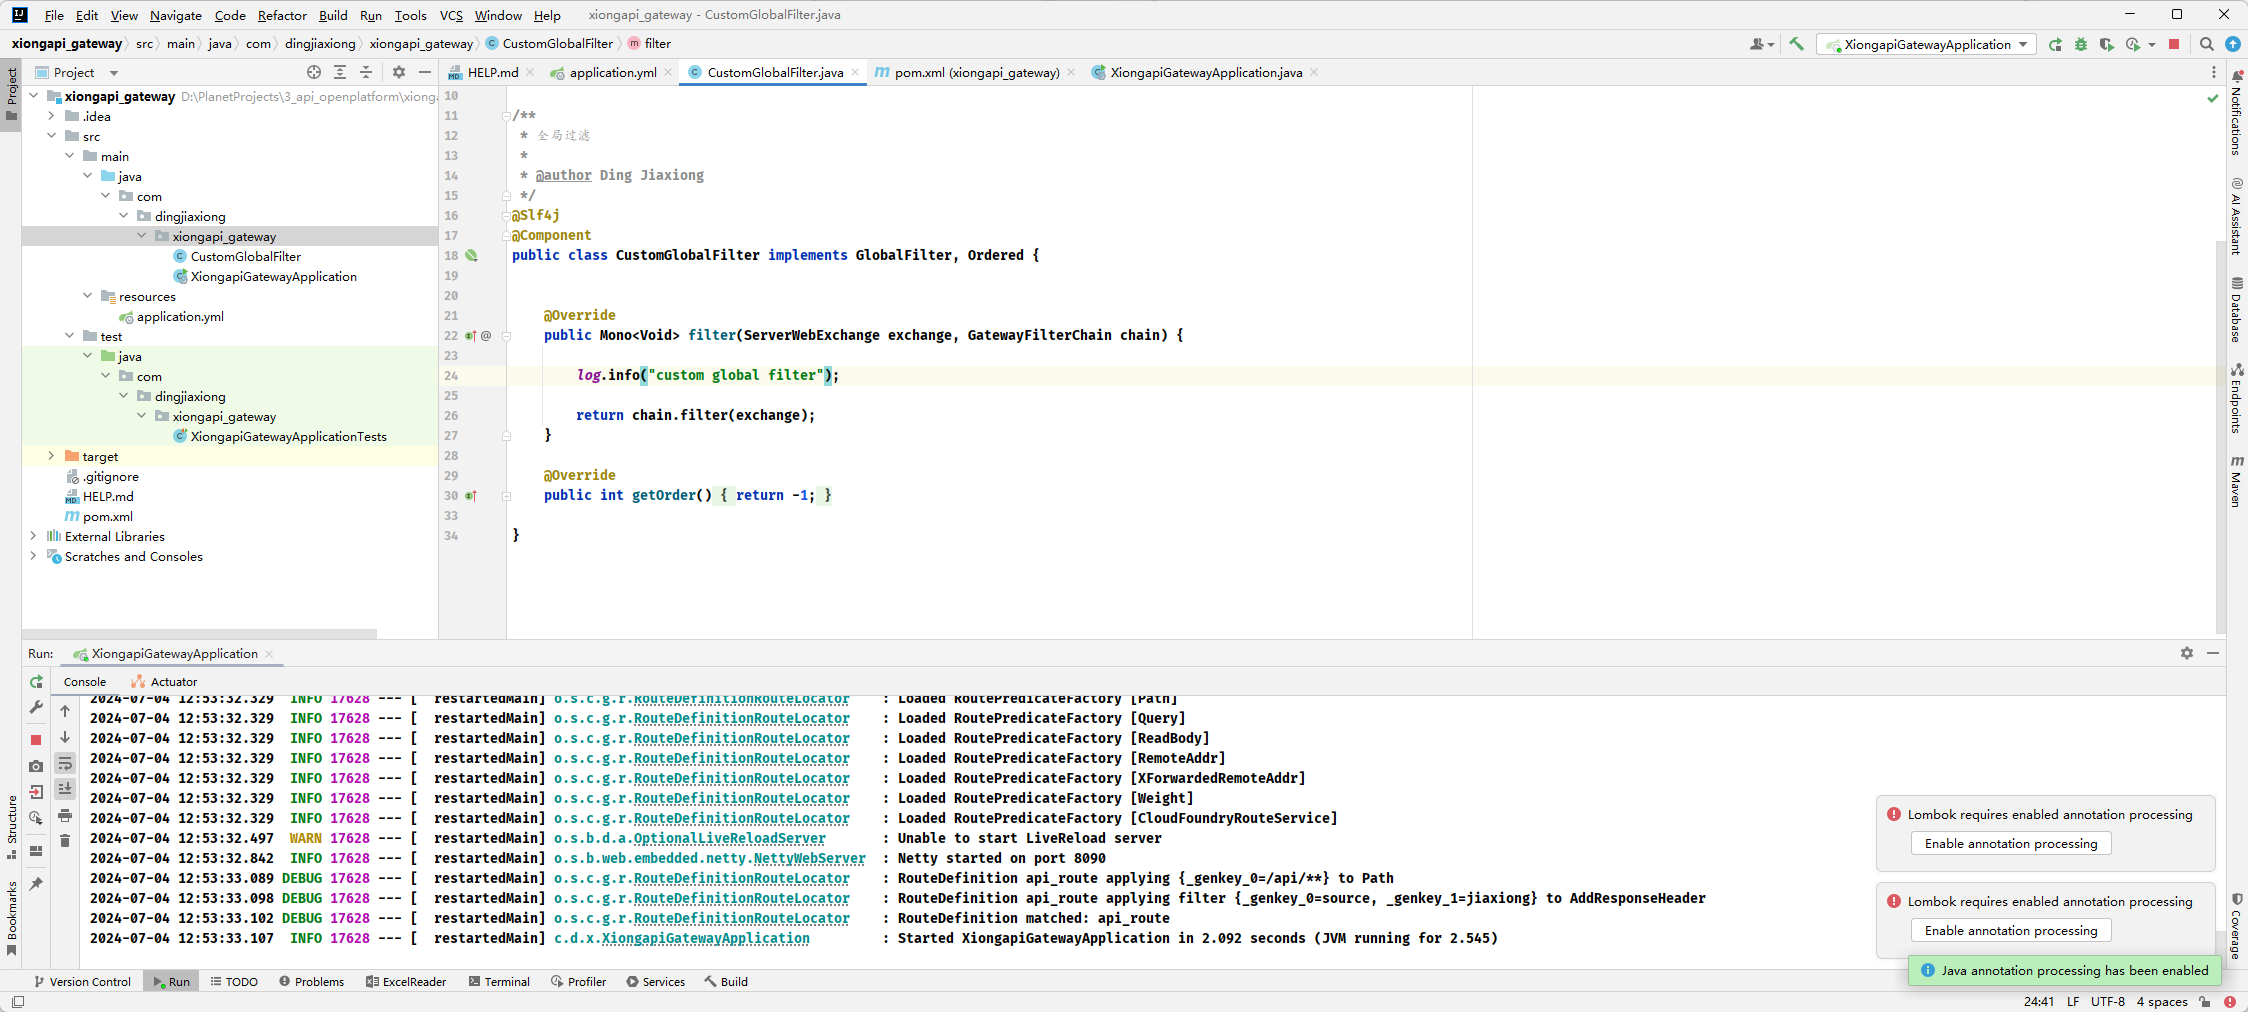 File Edit View Navigate Code Refactor Build Run Tools VCS Window Help xiongapi_gateway - CustomGlobalFilter.java
xiongapi_gateway src main java com dingjiaxiong xiongapi_gateway CustomGlobalFilter filter XiongapiGatewayApplication
Project
HELP.md application.yml CustomGlobalFilter.java pom.xml (xiongapi_gateway) XiongapiGatewayApplication.java
Project
Structure
Bookmarks
xiongapi_gateway D:\PlanetProjects\3_api_openplatform\xionga
.idea
src
main
java
com
dingjiaxiong
xiongapi_gateway
CustomGlobalFilter
XiongapiGatewayApplication
resources
application.yml
test
java
com
dingjiaxiong
xiongapi_gateway
XiongapiGatewayApplicationTests
target
.gitignore
HELP.md
pom.xml
External Libraries
Scratches and Consoles
10
11 /**
12 * 全局过滤
13 *
14 * @author Ding Jiaxiong
15 */
16 @Slf4j
17 @Component
18 public class CustomGlobalFilter implements GlobalFilter, Ordered {
19
20
21 @Override
22 public Mono<Void> filter(ServerWebExchange exchange, GatewayFilterChain chain) {
23
24 log.info("custom global filter");
25
26 return chain.filter(exchange);
27 }
28
29 @Override
30 public int getOrder() { return -1; }
33
34 }
Notifications
AI Assistant
Database
Endpoints
Maven
Coverage
Run: XiongapiGatewayApplication
Console Actuator
2024-07-04 12:53:32.329 INFO 17628 --- [ restartedMain] o.s.c.g.r.RouteDefinitionRouteLocator : Loaded RoutePredicateFactory [Path]
2024-07-04 12:53:32.329 INFO 17628 --- [ restartedMain] o.s.c.g.r.RouteDefinitionRouteLocator : Loaded RoutePredicateFactory [Query]
2024-07-04 12:53:32.329 INFO 17628 --- [ restartedMain] o.s.c.g.r.RouteDefinitionRouteLocator : Loaded RoutePredicateFactory [ReadBody]
2024-07-04 12:53:32.329 INFO 17628 --- [ restartedMain] o.s.c.g.r.RouteDefinitionRouteLocator : Loaded RoutePredicateFactory [RemoteAddr]
2024-07-04 12:53:32.329 INFO 17628 --- [ restartedMain] o.s.c.g.r.RouteDefinitionRouteLocator : Loaded RoutePredicateFactory [XForwardedRemoteAddr]
2024-07-04 12:53:32.329 INFO 17628 --- [ restartedMain] o.s.c.g.r.RouteDefinitionRouteLocator : Loaded RoutePredicateFactory [Weight]
2024-07-04 12:53:32.329 INFO 17628 --- [ restartedMain] o.s.c.g.r.RouteDefinitionRouteLocator : Loaded RoutePredicateFactory [CloudFoundryRouteService]
2024-07-04 12:53:32.497 WARN 17628 --- [ restartedMain] o.s.b.d.a.OptionalLiveReloadServer : Unable to start LiveReload server
2024-07-04 12:53:32.842 INFO 17628 --- [ restartedMain] o.s.b.web.embedded.netty.NettyWebServer : Netty started on port 8090
2024-07-04 12:53:33.089 DEBUG 17628 --- [ restartedMain] o.s.c.g.r.RouteDefinitionRouteLocator : RouteDefinition api_route applying {_genkey_0=/api/**} to Path
2024-07-04 12:53:33.098 DEBUG 17628 --- [ restartedMain] o.s.c.g.r.RouteDefinitionRouteLocator : RouteDefinition api_route applying filter {_genkey_0=source, _genkey_1=jiaxiong} to AddResponseHeader
2024-07-04 12:53:33.102 DEBUG 17628 --- [ restartedMain] o.s.c.g.r.RouteDefinitionRouteLocator : RouteDefinition matched: api_route
2024-07-04 12:53:33.107 INFO 17628 --- [ restartedMain] c.d.x.XiongapiGatewayApplication : Started XiongapiGatewayApplication in 2.092 seconds (JVM running for 2.545)
Lombok requires enabled annotation processing
Enable annotation processing
Lombok requires enabled annotation processing
Enable annotation processing
Java annotation processing has been enabled
Version Control Run TODO Problems ExcelReader Terminal Profiler Services Build
24:41 LF UTF-8 4 spaces